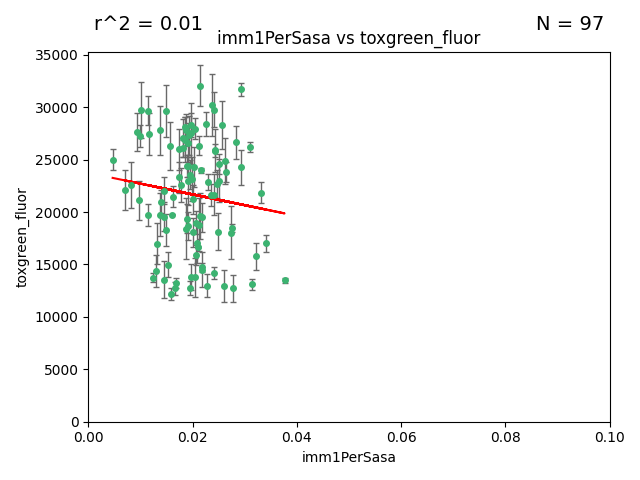 r^2 = 0.01
N = 97
imm1PerSasa vs toxgreen_fluor
35000
30000
25000
20000
15000
10000
5000
0
toxgreen_fluor
0.00
0.02
0.04
0.06
0.08
0.10
imm1PerSasa